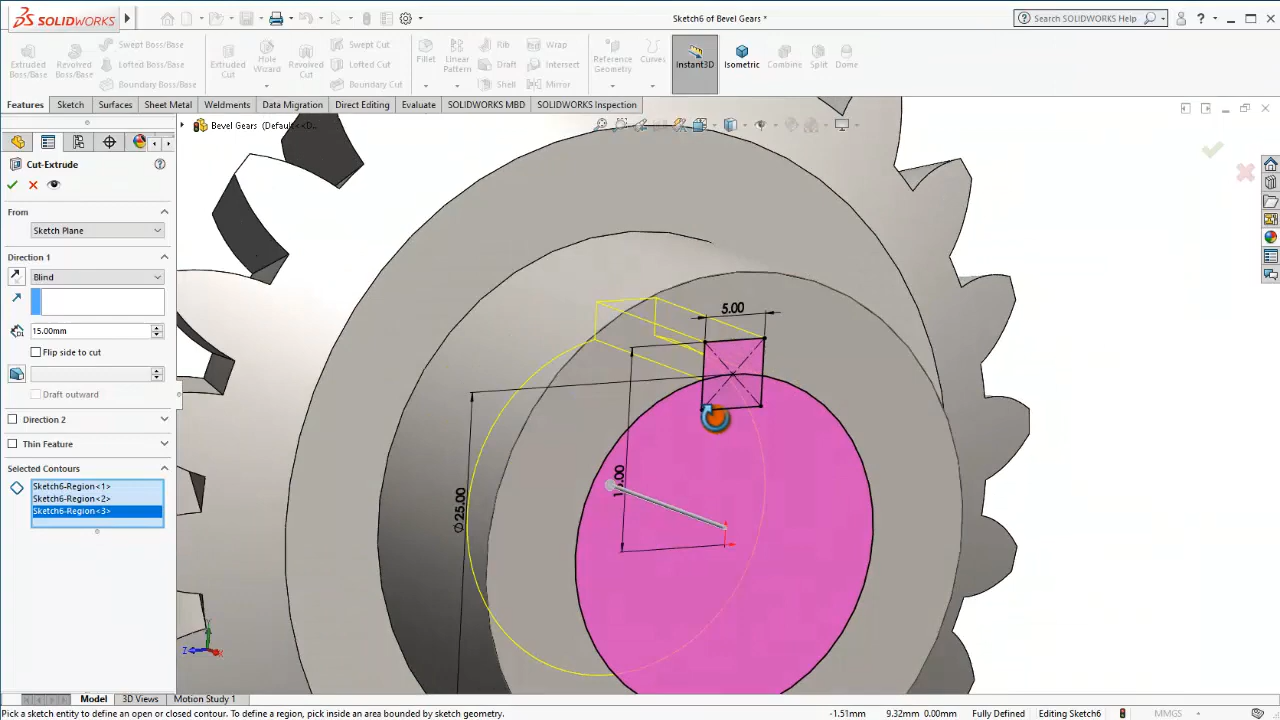 SOLIDWORKS
Sketch6 of Bevel Gears *
Search SOLIDWORKS Help
Extruded Boss/Base
Revolved Boss/Base
Swept Boss/Base
Lofted Boss/Base
Boundary Boss/Base
Extruded Cut
Hole Wizard
Revolved Cut
Swept Cut
Lofted Cut
Boundary Cut
Fillet
Linear Pattern
Rib
Draft
Shell
Wrap
Intersect
Mirror
Reference Geometry
Curves
Instant3D
Isometric
Combine
Split
Dome
Features
Sketch
Surfaces
Sheet Metal
Weldments
Data Migration
Direct Editing
Evaluate
SOLIDWORKS MBD
SOLIDWORKS Inspection
Bevel Gears (Default<<D...
Cut-Extrude
From
Sketch Plane
Direction 1
Blind
15.00mm
Flip side to cut
Draft outward
Direction 2
Thin Feature
Selected Contours
Sketch6-Region<1>
Sketch6-Region<2>
Sketch6-Region<3>
5.00
∅25.00
Y
Z
X
Model
3D Views
Motion Study 1
Pick a sketch entity to define an open or closed contour. To define a region, pick inside an area bounded by sketch geometry.
-1.51mm
9.32mm 0.00mm
Fully Defined
Editing Sketch6
MMGS